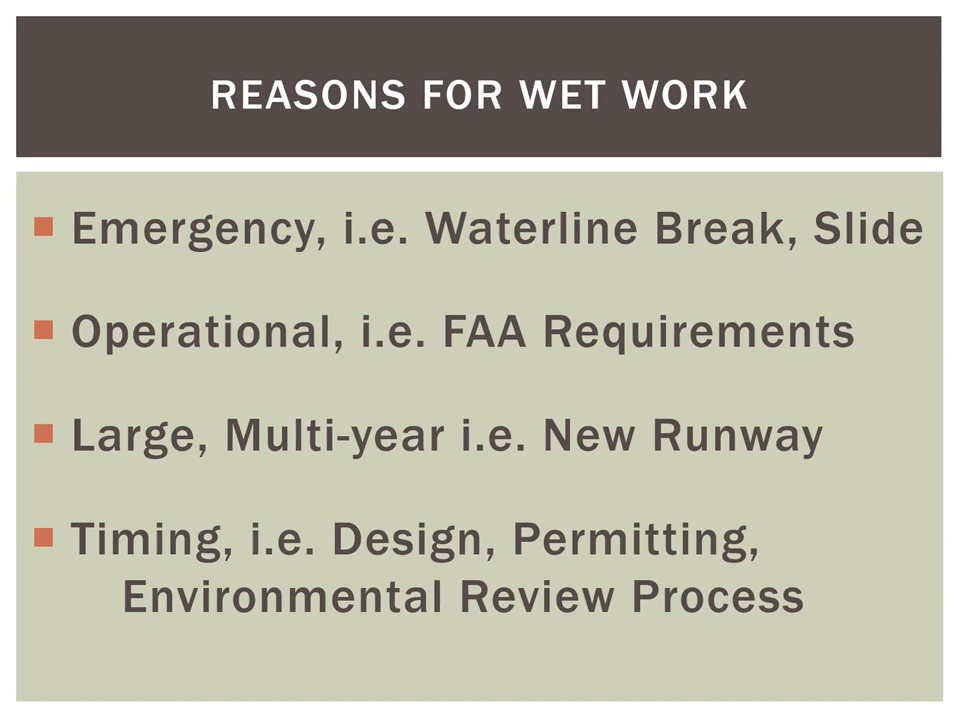 REASONS FOR WET WORK
Emergency, i.e. Waterline Break, Slide
Operational, i.e. FAA Requirements
Large, Multi-year i.e. New Runway
Timing, i.e. Design, Permitting,
Environmental Review Process